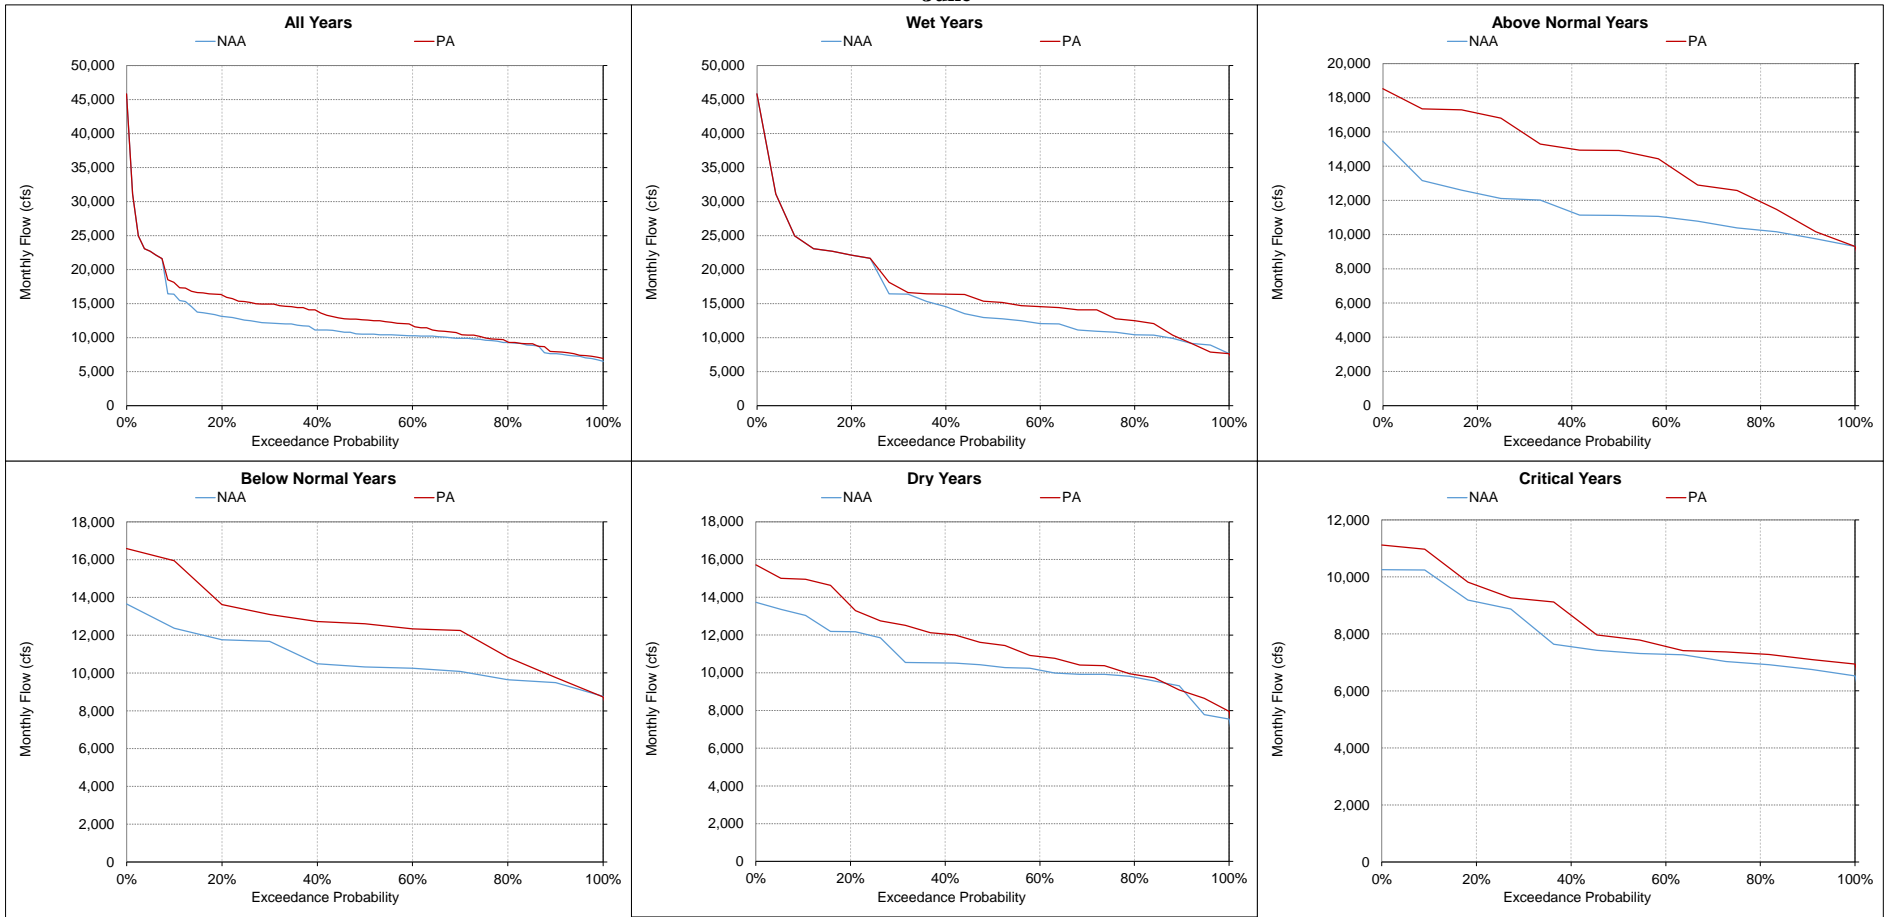 All Years
NAA PA
50,000
45,000
40,000
35,000
30,000
25,000
20,000
15,000
10,000
5,000
0
Monthly Flow (cfs)
0% 20% 40% 60% 80% 100%
Exceedance Probability
Wet Years
NAA PA
50,000
45,000
40,000
35,000
30,000
25,000
20,000
15,000
10,000
5,000
0
Monthly Flow (cfs)
0% 20% 40% 60% 80% 100%
Exceedance Probability
Above Normal Years
NAA PA
20,000
18,000
16,000
14,000
12,000
10,000
8,000
6,000
4,000
2,000
0
Monthly Flow (cfs)
0% 20% 40% 60% 80% 100%
Exceedance Probability
Below Normal Years
NAA PA
18,000
16,000
14,000
12,000
10,000
8,000
6,000
4,000
2,000
0
Monthly Flow (cfs)
0% 20% 40% 60% 80% 100%
Exceedance Probability
Dry Years
NAA PA
18,000
16,000
14,000
12,000
10,000
8,000
6,000
4,000
2,000
0
Monthly Flow (cfs)
0% 20% 40% 60% 80% 100%
Exceedance Probability
Critical Years
NAA PA
12,000
10,000
8,000
6,000
4,000
2,000
0
Monthly Flow (cfs)
0% 20% 40% 60% 80% 100%
Exceedance Probability